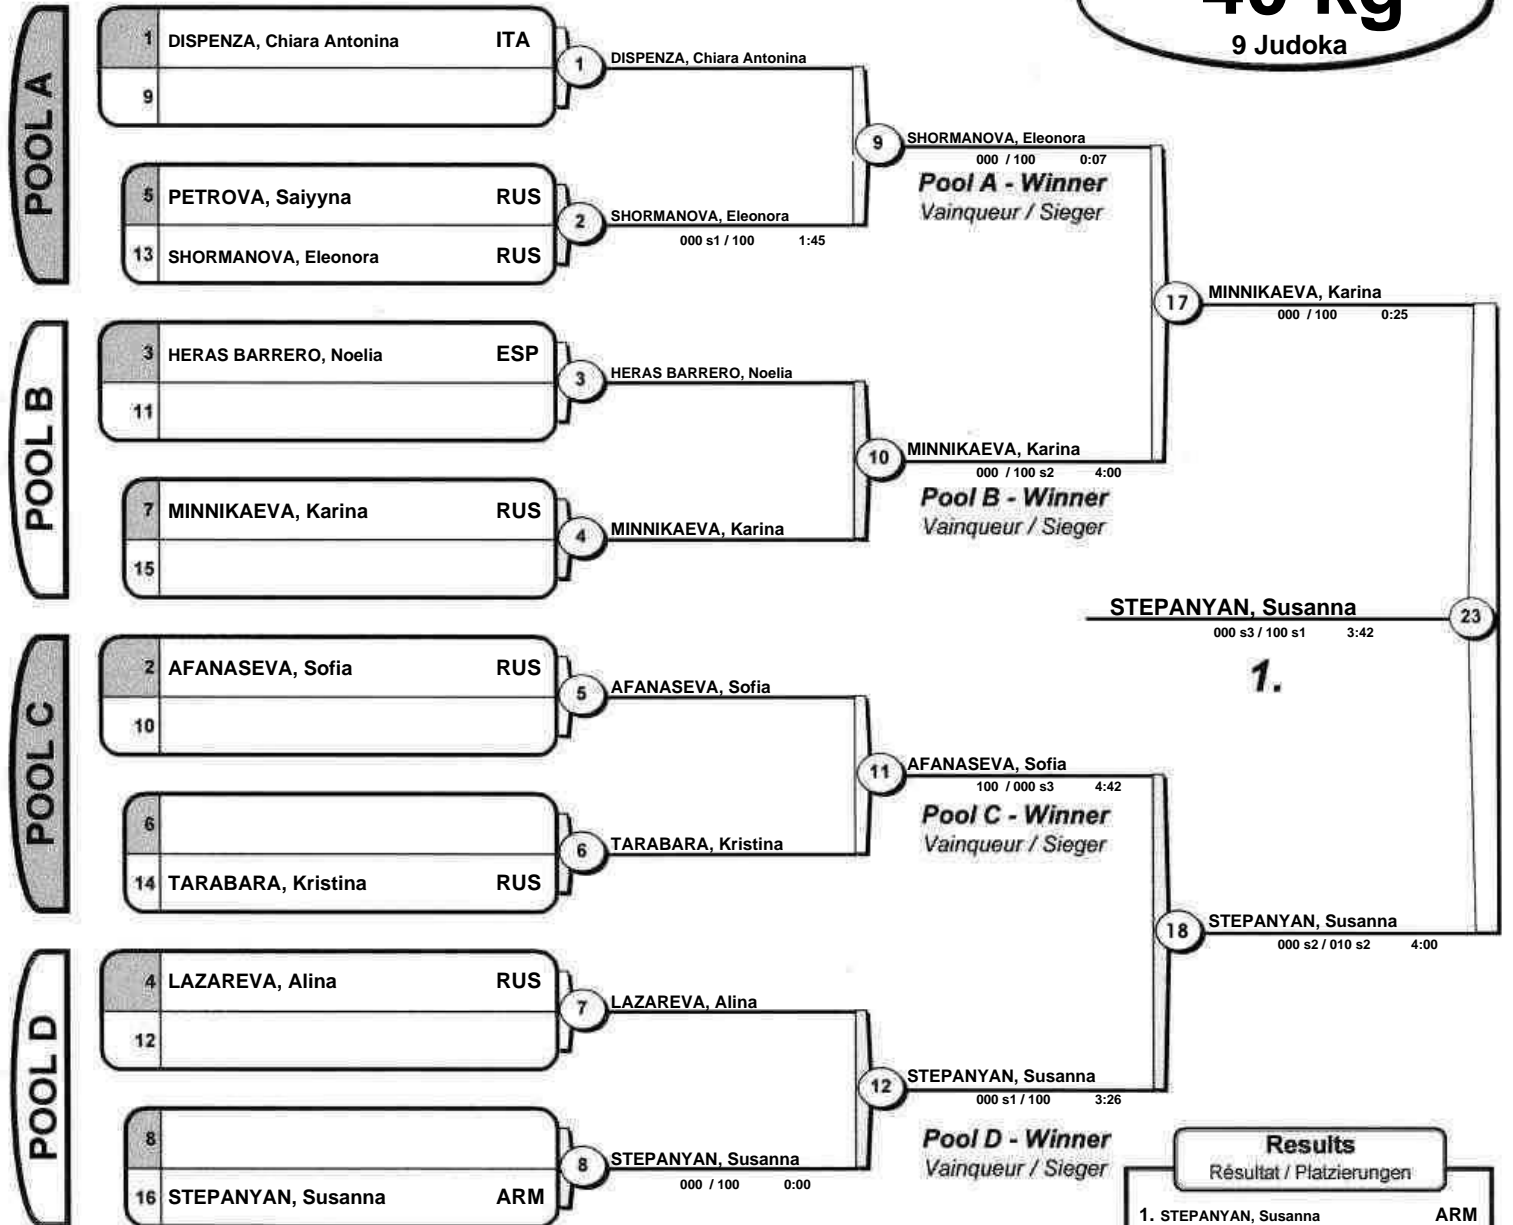 40 kg
9 Judoka
POOL A
1 DISPENZA, Chiara Antonina ITA
9
1
DISPENZA, Chiara Antonina
5 PETROVA, Saiyyna RUS
13 SHORMANOVA, Eleonora RUS
2
SHORMANOVA, Eleonora
000 s1 / 100 1:45
9
SHORMANOVA, Eleonora
000 / 100 0:07
Pool A - Winner
Vainqueur / Sieger
POOL B
3 HERAS BARRERO, Noelia ESP
11
3
HERAS BARRERO, Noelia
7 MINNIKAEVA, Karina RUS
15
4
MINNIKAEVA, Karina
10
MINNIKAEVA, Karina
000 / 100 s2 4:00
Pool B - Winner
Vainqueur / Sieger
17
MINNIKAEVA, Karina
000 / 100 0:25
STEPANYAN, Susanna
000 s3 / 100 s1 3:42
23
1.
POOL C
2 AFANASEVA, Sofia RUS
10
5
AFANASEVA, Sofia
6
14 TARABARA, Kristina RUS
6
TARABARA, Kristina
11
AFANASEVA, Sofia
100 / 000 s3 4:42
Pool C - Winner
Vainqueur / Sieger
18
STEPANYAN, Susanna
000 s2 / 010 s2 4:00
POOL D
4 LAZAREVA, Alina RUS
12
7
LAZAREVA, Alina
8
16 STEPANYAN, Susanna ARM
8
STEPANYAN, Susanna
000 / 100 0:00
12
STEPANYAN, Susanna
000 s1 / 100 3:26
Pool D - Winner
Vainqueur / Sieger
Results
Résultat / Platzierungen
1. STEPANYAN, Susanna ARM